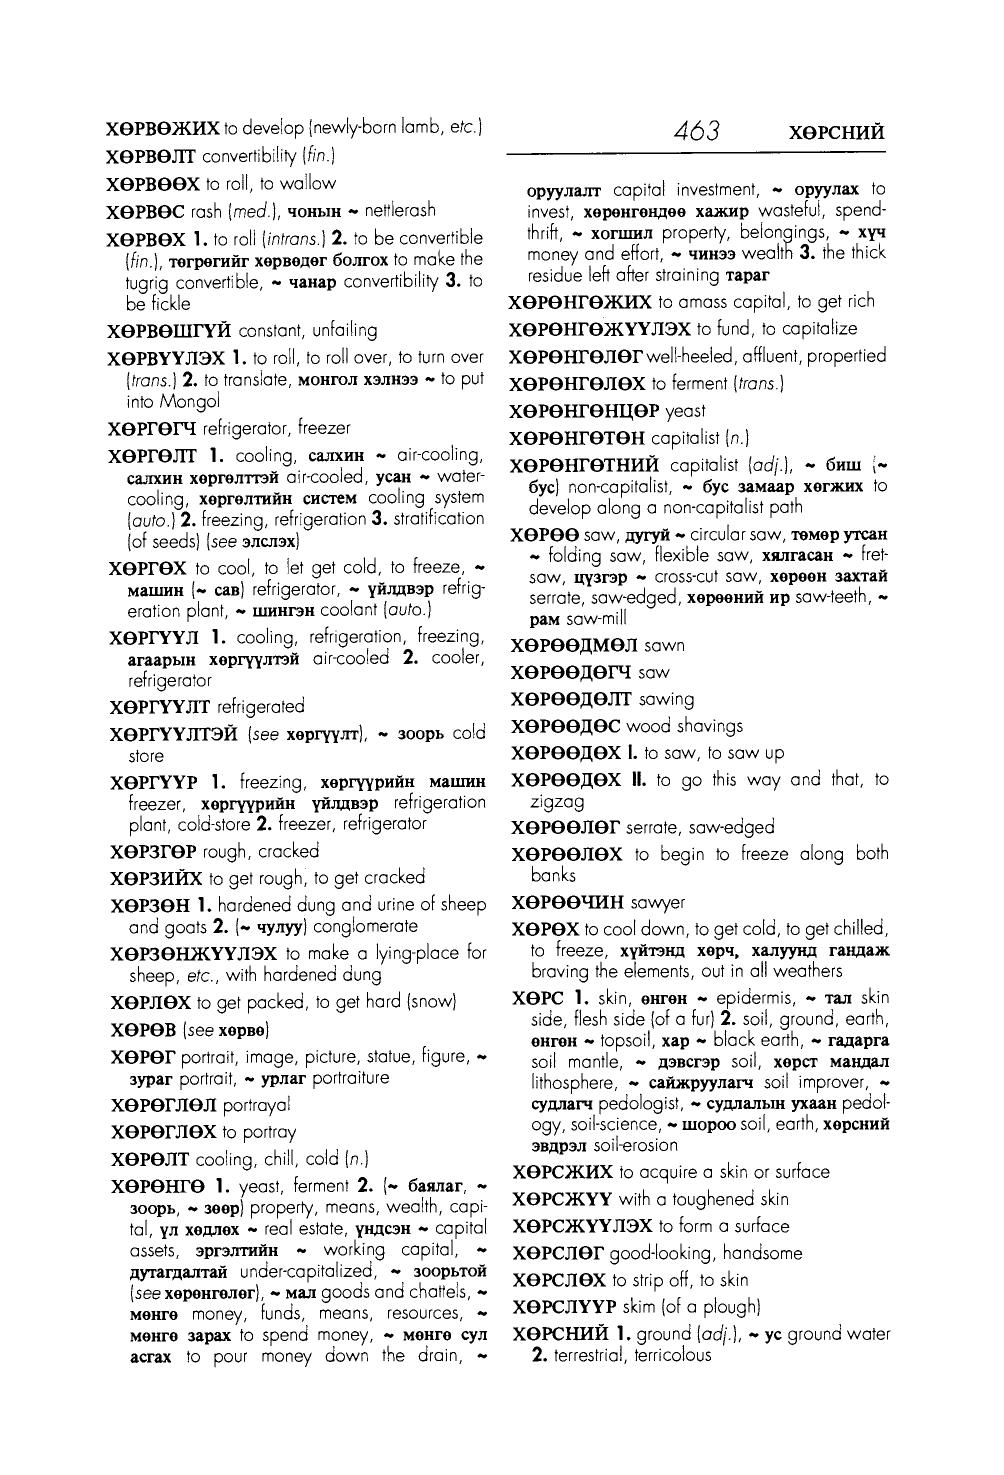 ХӨРВӨЖИХ to develop (newly-born lamb, etc.)
ХӨРВӨЛТ convertibility (fin.)
ХӨРВӨӨХ to roll, to wallow
ХӨРВӨС rash (med.), чонын ~ nettlerash
ХӨРВӨХ 1. to roll (intrans.) 2. to be convertible
(fin.), төгрөгийг хөрвөдөг болгох to make the
tugrig convertible, ~ чанар convertibility 3. to
be fickle
ХӨРВӨШГҮЙ constant, unfailing
ХӨРВҮҮЛЭХ 1. to roll, to roll over, to turn over
(trans.) 2. to translate, монгол хэлнээ ~ to put
into Mongol
ХӨРГӨГЧ refrigerator, freezer
ХӨРГӨЛТ 1. cooling, салхин ~ air-cooling,
салхин хөргөлттэй air-cooled, усан ~ water-
cooling, хөргөлтийн систем cooling system
(auto.) 2. freezing, refrigeration 3. stratification
(of seeds) (see элслэх)
ХӨРГӨХ to cool, to let get cold, to freeze, ~
машин (~ сав) refrigerator, ~ үйлдвэр refrig-
eration plant, ~ шингэн coolant (auto.)
ХӨРГҮҮЛ 1. cooling, refrigeration, freezing,
агаарын хөргүүлтэй air-cooled 2. cooler,
refrigerator
ХӨРГҮҮЛТ refrigerated
ХӨРГҮҮЛТЭЙ (see хөргүүлт), ~ зоорь cold
store
ХӨРГҮҮР 1. freezing, хөргүүрийн машин
freezer, хөргүүрийн үйлдвэр refrigeration
plant, cold-store 2. freezer, refrigerator
ХӨРЗГӨР rough, cracked
ХӨРЗИЙХ to get rough, to get cracked
ХӨРЗӨН 1. hardened dung and urine of sheep
and goats 2. (~ чулуу) conglomerate
ХӨРЗӨНЖҮҮЛЭХ to make a lying-place for
sheep, etc., with hardened dung
ХӨРЛӨХ to get packed, to get hard (snow)
ХӨРӨВ (see хөрвө)
ХӨРӨГ portrait, image, picture, statue, figure, ~
зураг portrait, ~ урлаг portraiture
ХӨРӨГЛӨЛ portrayal
ХӨРӨГЛӨХ to portray
ХӨРӨЛТ cooling, chill, cold (n.)
ХӨРӨНГӨ 1. yeast, ferment 2. (~ баялаг, ~
зоорь, ~ зөөр) property, means, wealth, capi-
tal, үл хөдлөх ~ real estate, үндсэн ~ capital
assets, эргэлтийн ~ working capital, ~
дутагдалтай under-capitalized, ~ зоорьтой
(see хөрөнгөлөг), ~ мал goods and chattels, ~
мөнгө money, funds, means, resources, ~
мөнгө зарах to spend money, ~ мөнгө сул
асгах to pour money down the drain, ~
463 ХӨРСНИЙ
оруулалт capital investment, ~ оруулах to
invest, хөрөнгөндөө хажир wasteful, spend-
thrift, ~ хогшил property, belongings, ~ хүч
money and effort, ~ чинээ wealth 3. the thick
residue left after straining тараг
ХӨРӨНГӨЖИХ to amass capital, to get rich
ХӨРӨНГӨЖҮҮЛЭХ to fund, to capitalize
ХӨРӨНГӨЛӨГ well-heeled, affluent, propertied
ХӨРӨНГӨЛӨХ to ferment (trans.)
ХӨРӨНГӨНЦӨР yeast
ХӨРӨНГӨТӨН capitalist (n.)
ХӨРӨНГӨТНИЙ capitalist (adj.), ~ биш (~
бус) non-capitalist, ~ бус замаар хөгжих to
develop along a non-capitalist path
ХӨРӨӨ saw, дугуй ~ circular saw, төмөр утсан
~ folding saw, flexible saw, хялгасан ~ fret-
saw, цүзгэр ~ cross-cut saw, хөрөөн захтай
serrate, saw-edged, хөрөөний ир saw-teeth, ~
рам saw-mill
ХӨРӨӨДМӨЛ sawn
ХӨРӨӨДӨГЧ saw
ХӨРӨӨДӨЛТ sawing
ХӨРӨӨДӨС wood shavings
ХӨРӨӨДӨХ I. to saw, to saw up
ХӨРӨӨДӨХ II. to go this way and that, to
zigzag
ХӨРӨӨЛӨГ serrate, saw-edged
ХӨРӨӨЛӨХ to begin to freeze along both
banks
ХӨРӨӨЧИН sawyer
ХӨРӨХ to cool down, to get cold, to get chilled,
to freeze, хүйтэнд хөрч, халуунд гандаж
braving the elements, out in all weathers
ХӨРС 1. skin, өнгөн ~ epidermis, ~ тал skin
side, flesh side (of a fur) 2. soil, ground, earth,
өнгөн ~ topsoil, хар ~ black earth, ~ гадарга
soil mantle, ~ дэвсгэр soil, хөрст мандал
lithosphere, ~ сайжруулагч soil improver, ~
судлагч pedologist, ~ судлалын ухаан pedol-
ogy, soil-science, ~ шороо soil, earth, хөрсний
эвдрэл soil-erosion
ХӨРСЖИХ to acquire a skin or surface
ХӨРСЖҮҮ with a toughened skin
ХӨРСЖҮҮЛЭХ to form a surface
ХӨРСЛӨГ good-looking, handsome
ХӨРСЛӨХ to strip off, to skin
ХӨРСЛҮҮР skim (of a plough)
ХӨРСНИЙ 1. ground (adj.), ~ ус ground water
2. terrestrial, terricolous